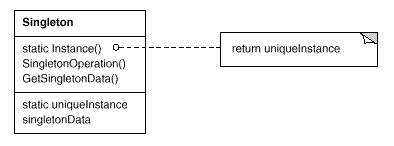 Singleton
static Instance()
return uniqueInstance
SingletonOperation()
GetSingletonData()
static uniqueInstance
singletonData